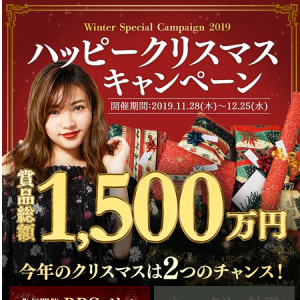 Winter Special Campaign 2019
ハッピークリスマス
キャンペーン
開催期間:2019.11.28(木)～12.25(水)
賞品総額
1,500万円
今年のクリスマスは2つのチャンス！